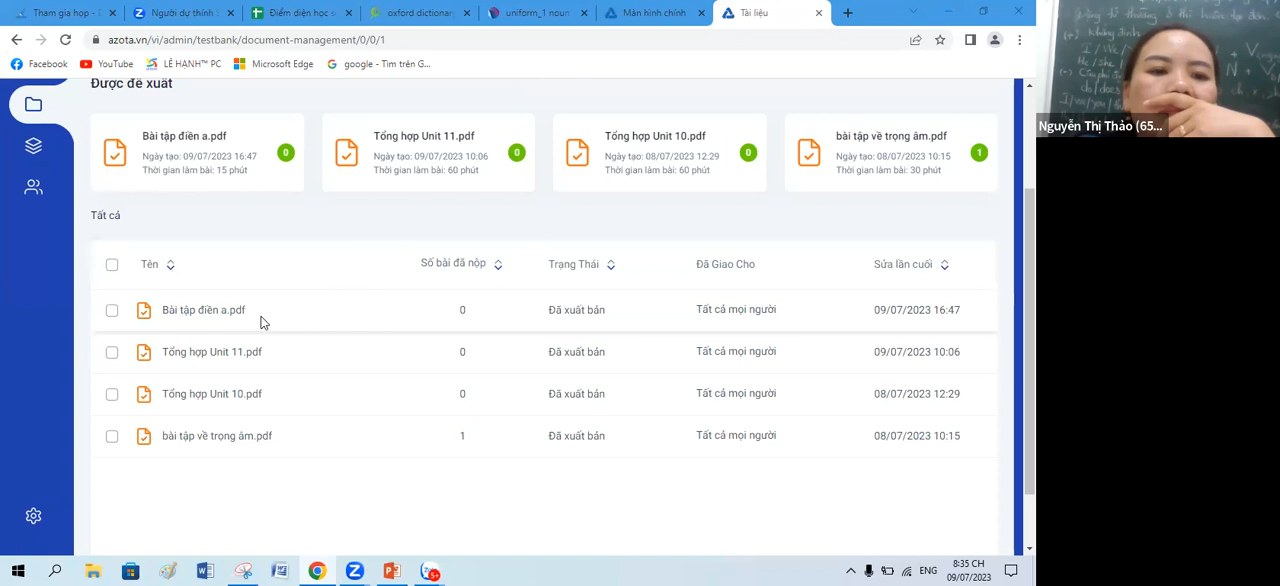 Tham gia họp - D
Người dự thính S
Điểm diện học s
oxford dictionar
uniform_1 noun
Màn hình chính
Tài liệu
azota.vn/vi/admin/testbank/document-management/0/0/1
Facebook
YouTube
LÊ HẠNH™ PC
Microsoft Edge
google - Tìm trên G...
Được đề xuất
Bài tập điền a.pdf
Ngày tạo: 09/07/2023 16:47
Thời gian làm bài: 15 phút
0
Tổng hợp Unit 11.pdf
Ngày tạo: 09/07/2023 10:06
Thời gian làm bài: 60 phút
0
Tổng hợp Unit 10.pdf
Ngày tạo: 08/07/2023 12:29
Thời gian làm bài: 60 phút
0
bài tập về trọng âm.pdf
Ngày tạo: 08/07/2023 10:15
Thời gian làm bài: 30 phút
1
Tất cả
Tên Số bài đã nộp Trạng Thái Đã Giao Cho Sửa lần cuối
Bài tập điền a.pdf 0 Đã xuất bản Tất cả mọi người 09/07/2023 16:47
Tổng hợp Unit 11.pdf 0 Đã xuất bản Tất cả mọi người 09/07/2023 10:06
Tổng hợp Unit 10.pdf 0 Đã xuất bản Tất cả mọi người 08/07/2023 12:29
bài tập về trọng âm.pdf 1 Đã xuất bản Tất cả mọi người 08/07/2023 10:15
Nguyễn Thị Thảo (65...
I/We/
He/she
do/does
5+
ENG
8:35 CH
09/07/2023